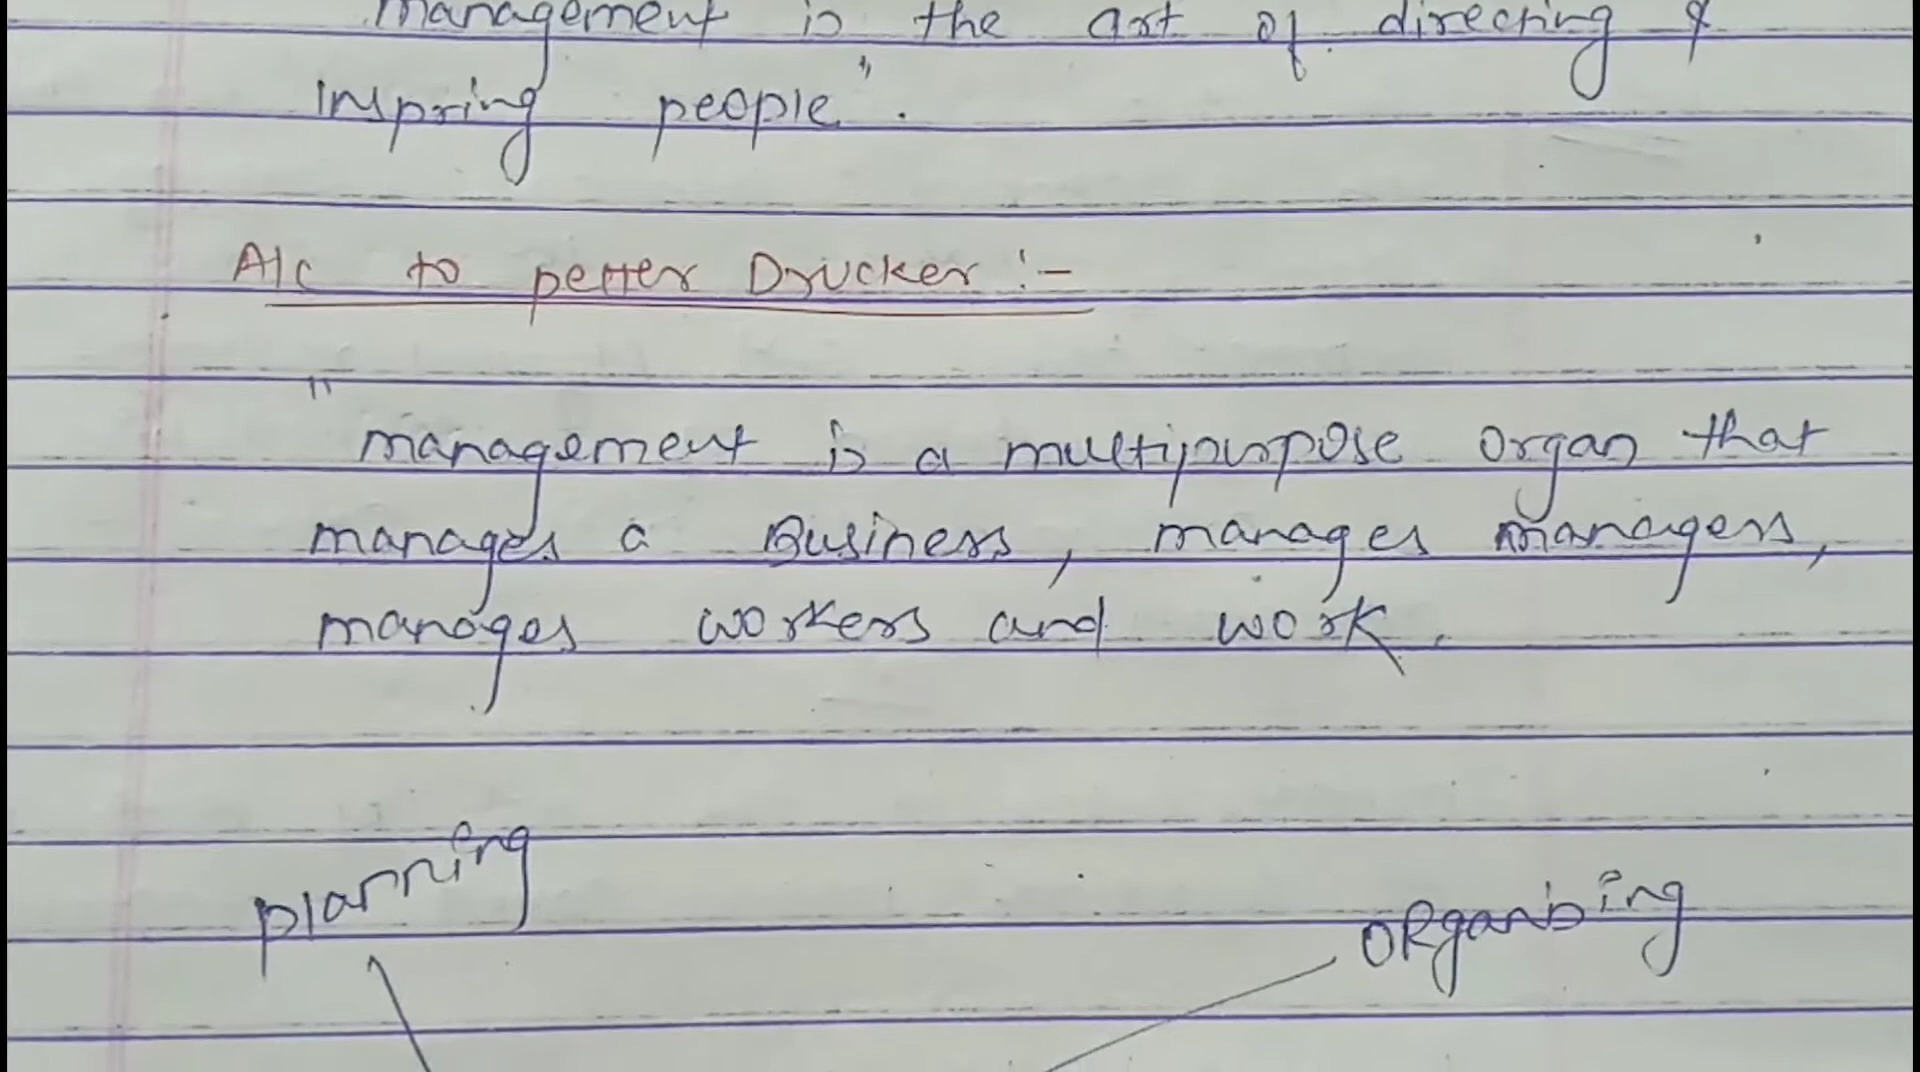 management is the art of directing &
inspring people".
A/c to petter Drucker :-
"management is a multipurpose organ that
manages a Business, manages managers,
manages workers and work.
planning
ORganising